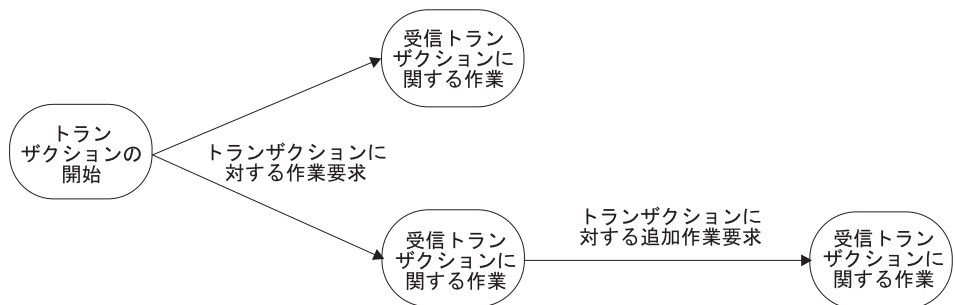 受信トラン
ザクションに
関する作業
トラン
ザクションの
開始
トランザクションに
対する作業要求
トランザクションに
対する追加作業要求
受信トラン
ザクションに
関する作業
受信トラン
ザクションに
関する作業